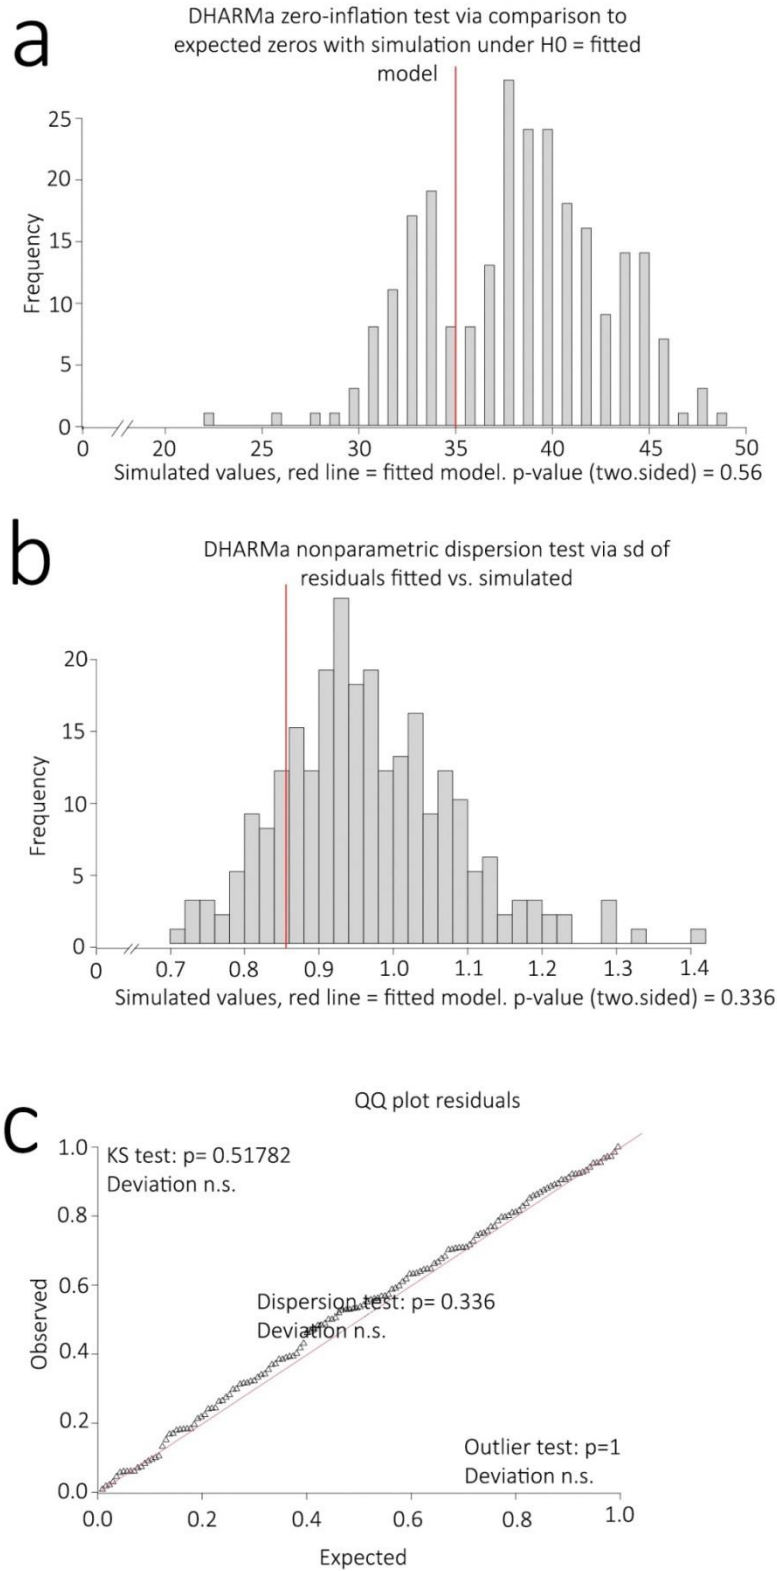 a
DHARMa zero-inflation test via comparison to
expected zeros with simulation under H0 = fitted
model
25
20
15
10
5
0
Frequency
0 20 25 30 35 40 45 50
Simulated values, red line = fitted model. p-value (two.sided) = 0.56
b
DHARMa nonparametric dispersion test via sd of
residuals fitted vs. simulated
20
15
10
5
0
Frequency
0 0.7 0.8 0.9 1.0 1.1 1.2 1.3 1.4
Simulated values, red line = fitted model. p-value (two.sided) = 0.336
c
QQ plot residuals
1.0
0.8
0.6
0.4
0.2
0.0
Observed
KS test: p= 0.51782
Deviation n.s.
Dispersion test: p= 0.336
Deviation n.s.
Outlier test: p=1
Deviation n.s.
0.0 0.2 0.4 0.6 0.8 1.0
Expected